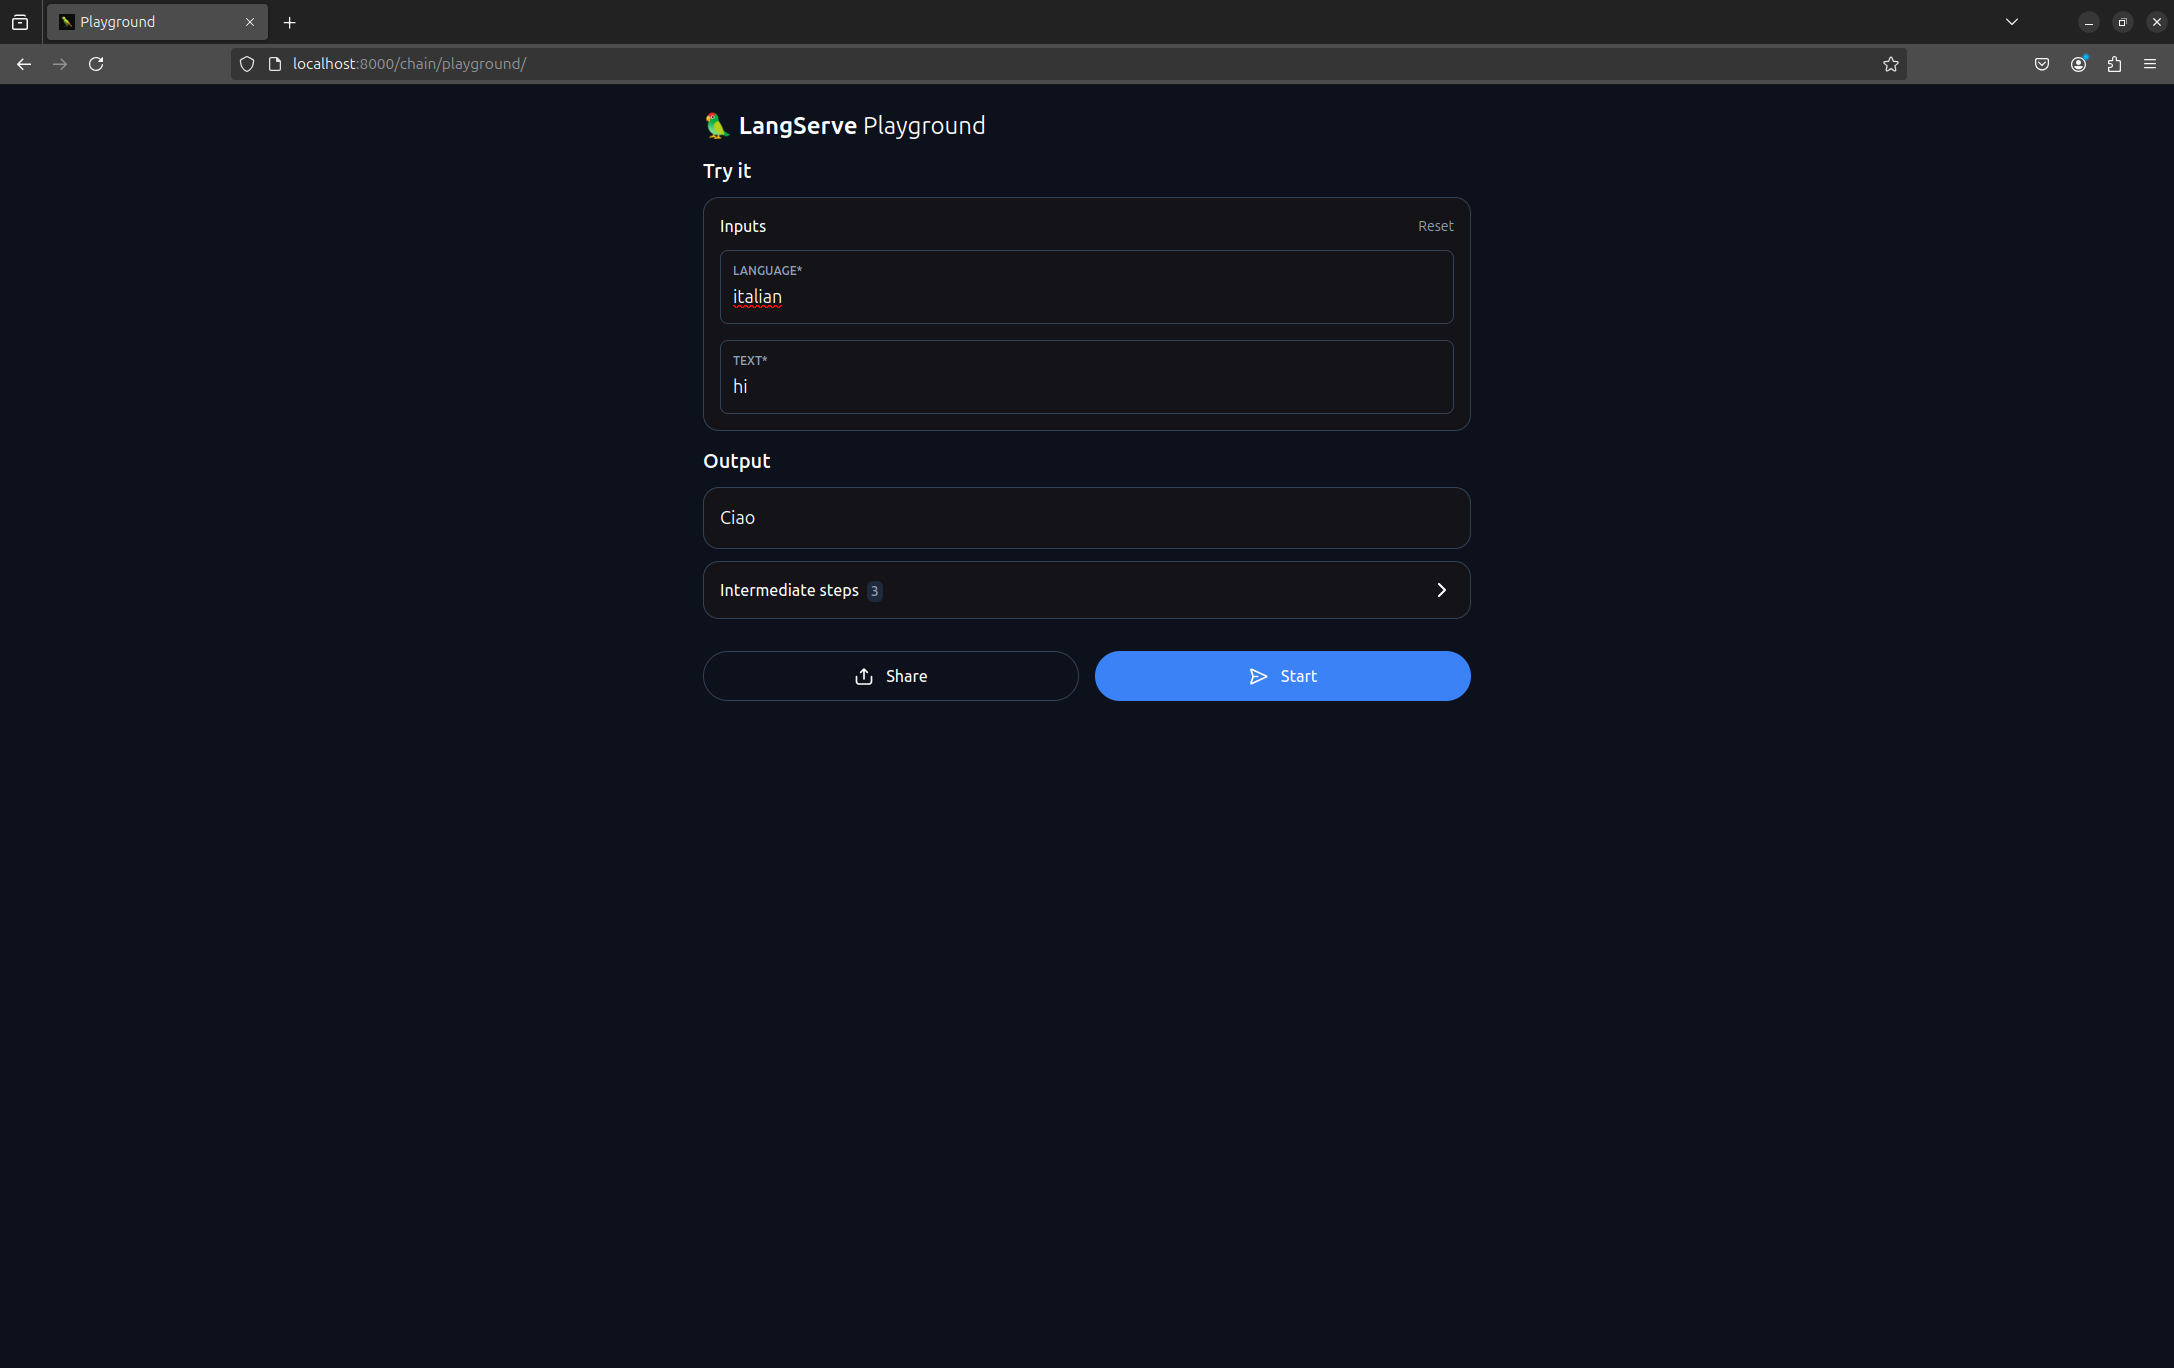 Playground
localhost:8000/chain/playground/
LangServe Playground
Try it
Inputs
Reset
LANGUAGE*
italian
TEXT*
hi
Output
Ciao
Intermediate steps 3
Share
Start